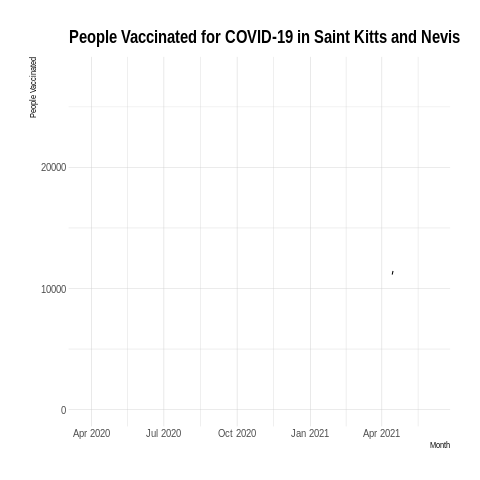 People Vaccinated for COVID-19 in Saint Kitts and Nevis
People Vaccinated
20000
10000
0
Apr 2020 Jul 2020 Oct 2020 Jan 2021 Apr 2021
Month